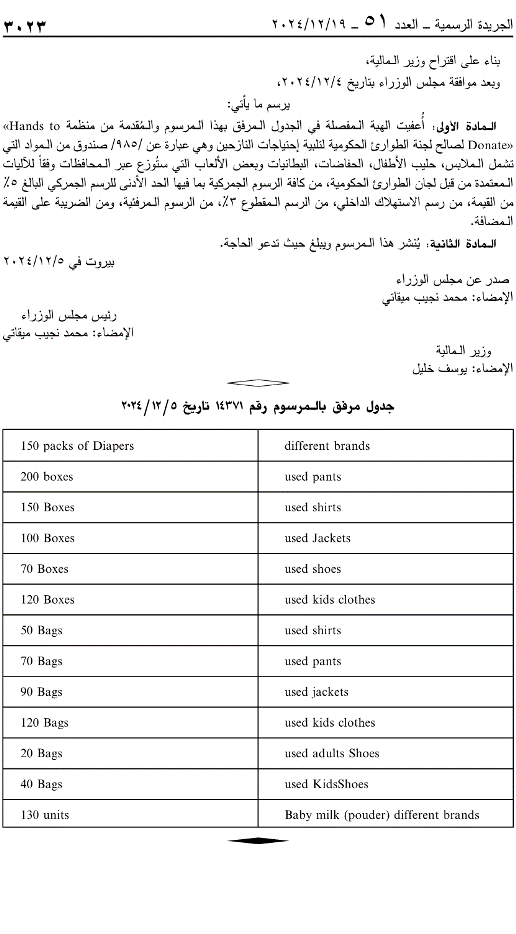 الجريدة الرسمية ــ العدد ٥١ ــ ٢٠٢٤/١٢/١٩
٣٠٢٣
بناء على اقتراح وزير المالية،
وبعد موافقة مجلس الوزراء بتاريخ ٢٠٢٤/١٢/٤،
يرسم ما يأتي:
المادة الأولى: أُعفيت الهبة المفصلة في الجدول المرفق بهذا المرسوم والمُقدمة من منظمة «Hands to
Donate» لصالح لجنة الطوارئ الحكومية لتلبية إحتياجات النازحين وهي عبارة عن /٩٨٥/ صندوق من المواد التي
تشمل الملابس، حليب الأطفال، الحفاضات، البطانيات وبعض الألعاب التي ستُوزع عبر المحافظات وفقاً للآليات
المعتمدة من قبل لجان الطوارئ الحكومية، من كافة الرسوم الجمركية بما فيها الحد الأدنى للرسم الجمركي البالغ ٥٪
من القيمة، من رسم الاستهلاك الداخلي، من الرسم المقطوع ٣٪، من الرسوم المرفئية، ومن الضريبة على القيمة
المضافة.
المادة الثانية: يُنشر هذا المرسوم ويبلغ حيث تدعو الحاجة.
بيروت في ٢٠٢٤/١٢/٥
صدر عن مجلس الوزراء
الإمضاء: محمد نجيب ميقاتي
رئيس مجلس الوزراء
الإمضاء: محمد نجيب ميقاتي
وزير المالية
الإمضاء: يوسف خليل
جدول مرفق بالمرسوم رقم ١٤٣٧١ تاريخ ٢٠٢٤/١٢/٥
150 packs of Diapers different brands
200 boxes used pants
150 Boxes used shirts
100 Boxes used Jackets
70 Boxes used shoes
120 Boxes used kids clothes
50 Bags used shirts
70 Bags used pants
90 Bags used jackets
120 Bags used kids clothes
20 Bags used adults Shoes
40 Bags used KidsShoes
130 units Baby milk (pouder) different brands